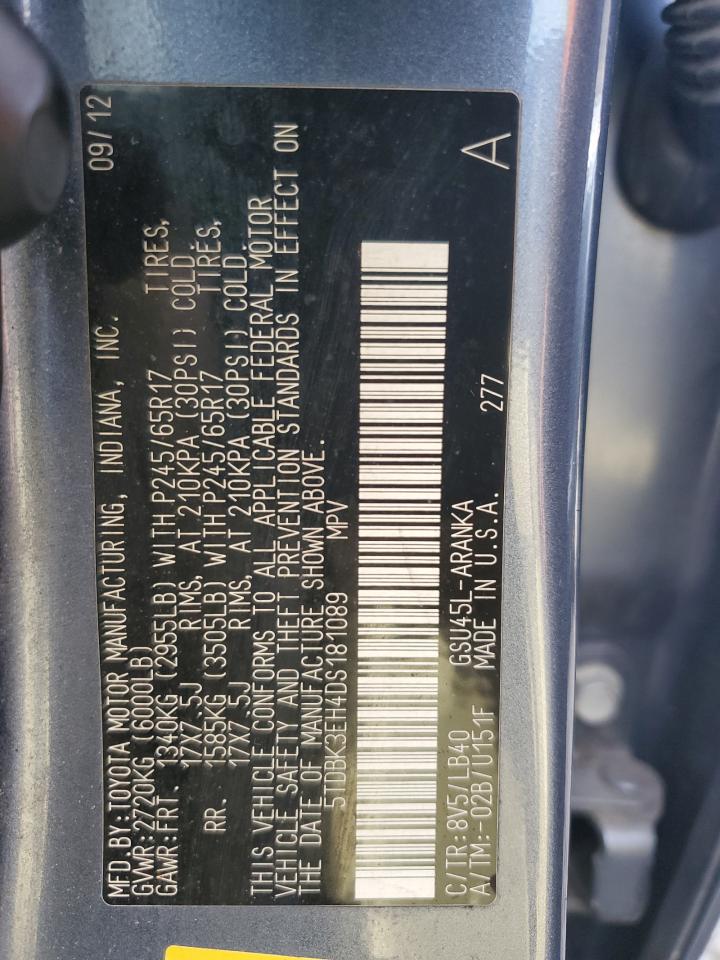 MFD. BY: TOYOTA MOTOR MANUFACTURING, INDIANA, INC. 09/12
GVWR: 2720KG (6000LB)
GAWR: FRT. 1340KG (2955LB) WITH P245/65R17 TIRES,
17X7.5J RIMS, AT 210KPA (30PSI) COLD
RR. 1585KG (3505LB) WITH P245/65R17 TIRES,
17X7.5J RIMS, AT 210KPA (30PSI) COLD
THIS VEHICLE CONFORMS TO ALL APPLICABLE FEDERAL MOTOR
VEHICLE SAFETY AND THEFT PREVENTION STANDARDS IN EFFECT ON
THE DATE OF MANUFACTURE SHOWN ABOVE.
5TDBK3EH4DS181089 MPV
C/TR: 8V5/LB40 GSU45L-ARANKA A
A/TM: -02B/U151F MADE IN U.S.A. 277